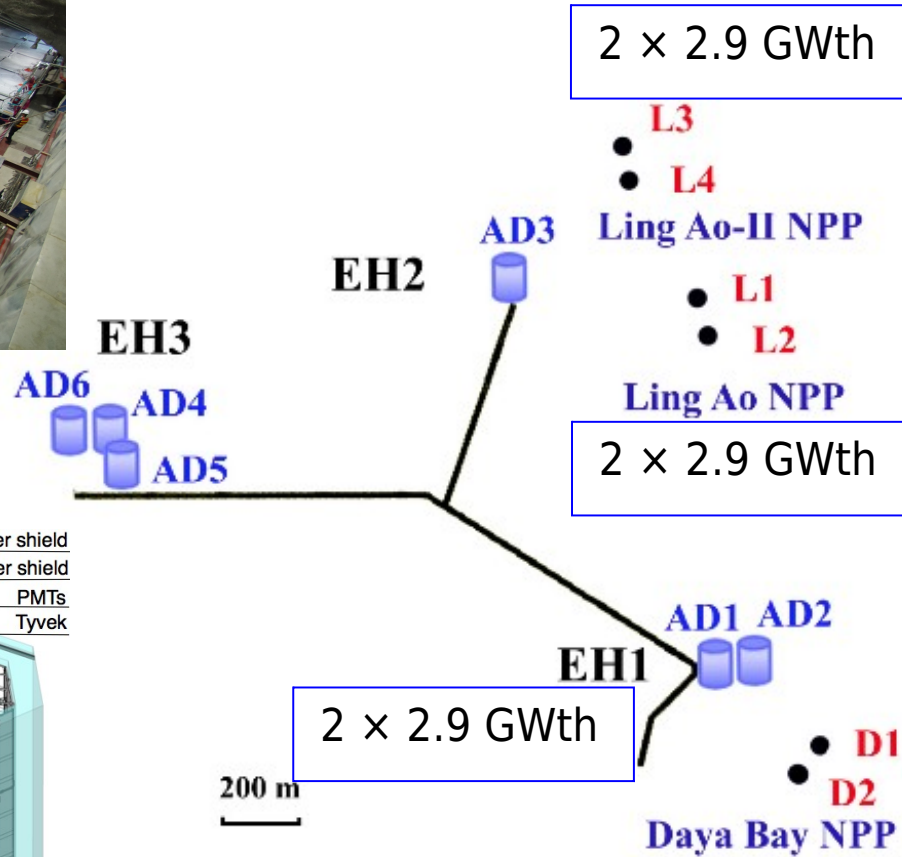 2 × 2.9 GWth
L3
L4
AD3
Ling Ao-II NPP
EH2
L1
EH3
L2
AD6
AD4
Ling Ao NPP
AD5
2 × 2.9 GWth
er shield
er shield
PMTs
Tyvek
AD1 AD2
EH1
2 × 2.9 GWth
D1
200 m
D2
Daya Bay NPP